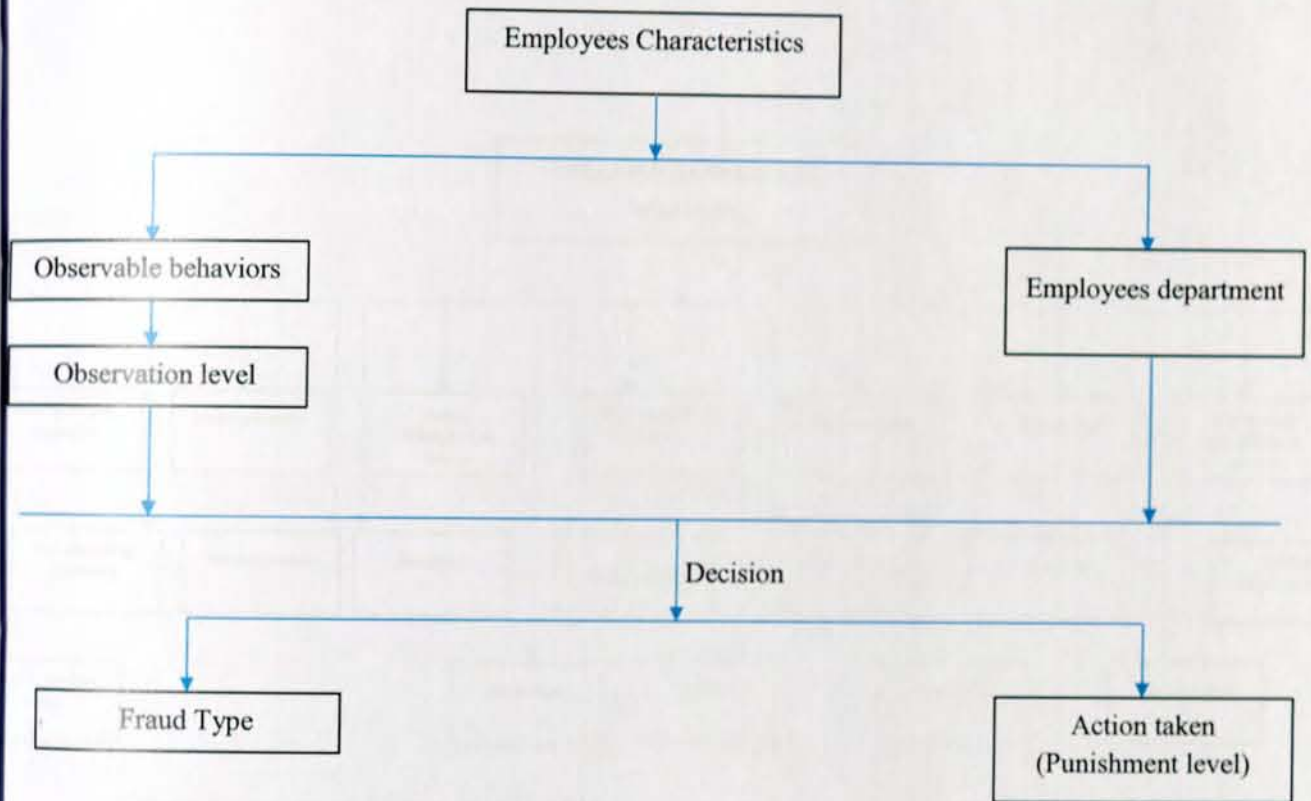 Employees Characteristics
Observable behaviors
Employees department
Observation level
Decision
Fraud Type
Action taken
(Punishment level)